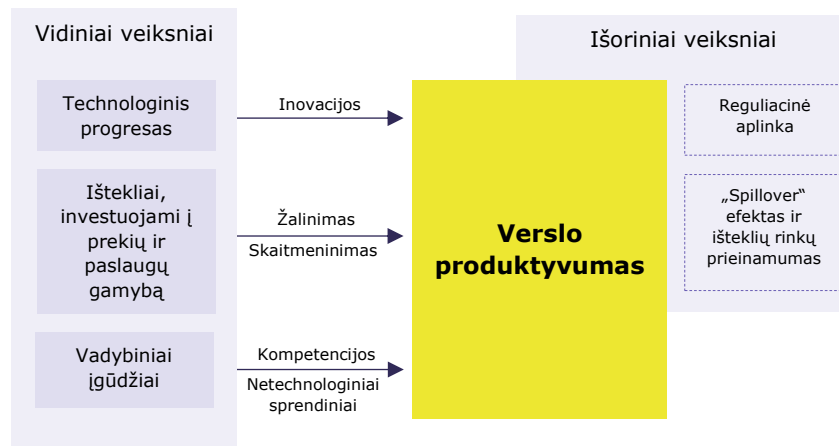 Vidiniai veiksniai
Technologinis
progresas
Ištekliai,
investuojami į
prekių ir
paslaugų
gamybą
Vadybiniai
įgūdžiai
Inovacijos
Žalinimas
Skaitmeninimas
Kompetencijos
Netechnologiniai
sprendiniai
Verslo
produktyvumas
Išoriniai veiksniai
Reguliacinė
aplinka
„Spillover“
efektas ir
išteklių rinkų
prieinamumas